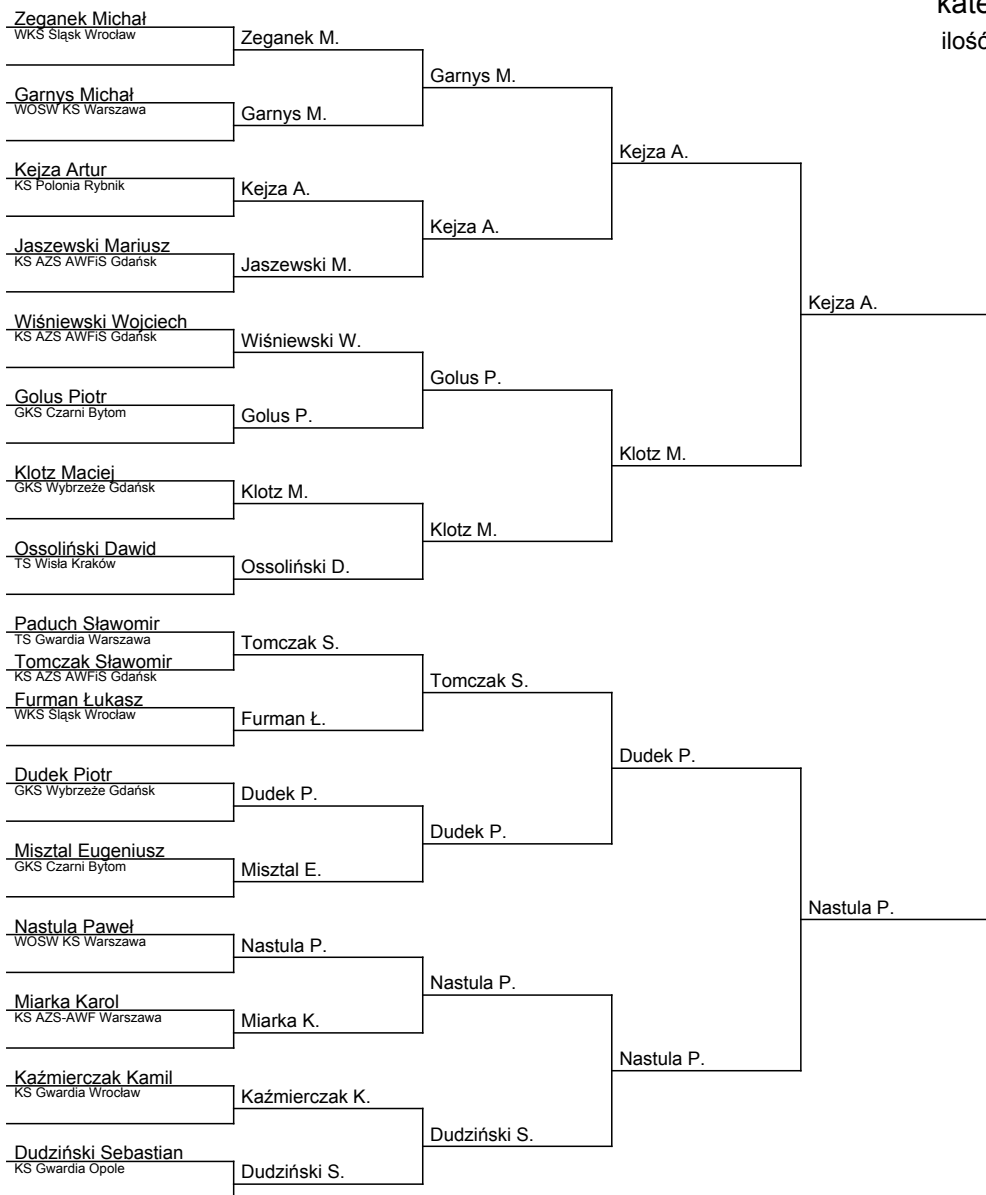 kate
ilość
Zeganek Michał
WKS Śląsk Wrocław
Zeganek M.
Garnys M.
Garnys Michał
WOSW KS Warszawa
Garnys M.
Kejza A.
Kejza Artur
KS Polonia Rybnik
Kejza A.
Kejza A.
Jaszewski Mariusz
KS AZS AWFiS Gdańsk
Jaszewski M.
Kejza A.
Wiśniewski Wojciech
KS AZS AWFiS Gdańsk
Wiśniewski W.
Golus P.
Golus Piotr
GKS Czarni Bytom
Golus P.
Klotz M.
Klotz Maciej
GKS Wybrzeże Gdańsk
Klotz M.
Klotz M.
Ossoliński Dawid
TS Wisła Kraków
Ossoliński D.
Paduch Sławomir
TS Gwardia Warszawa
Tomczak S.
Tomczak Sławomir
KS AZS AWFiS Gdańsk
Tomczak S.
Furman Łukasz
WKS Śląsk Wrocław
Furman Ł.
Dudek P.
Dudek Piotr
GKS Wybrzeże Gdańsk
Dudek P.
Dudek P.
Misztal Eugeniusz
GKS Czarni Bytom
Misztal E.
Nastula P.
Nastula Paweł
WOSW KS Warszawa
Nastula P.
Nastula P.
Miarka Karol
KS AZS-AWF Warszawa
Miarka K.
Nastula P.
Kaźmierczak Kamil
KS Gwardia Wrocław
Kaźmierczak K.
Dudziński S.
Dudziński Sebastian
KS Gwardia Opole
Dudziński S.